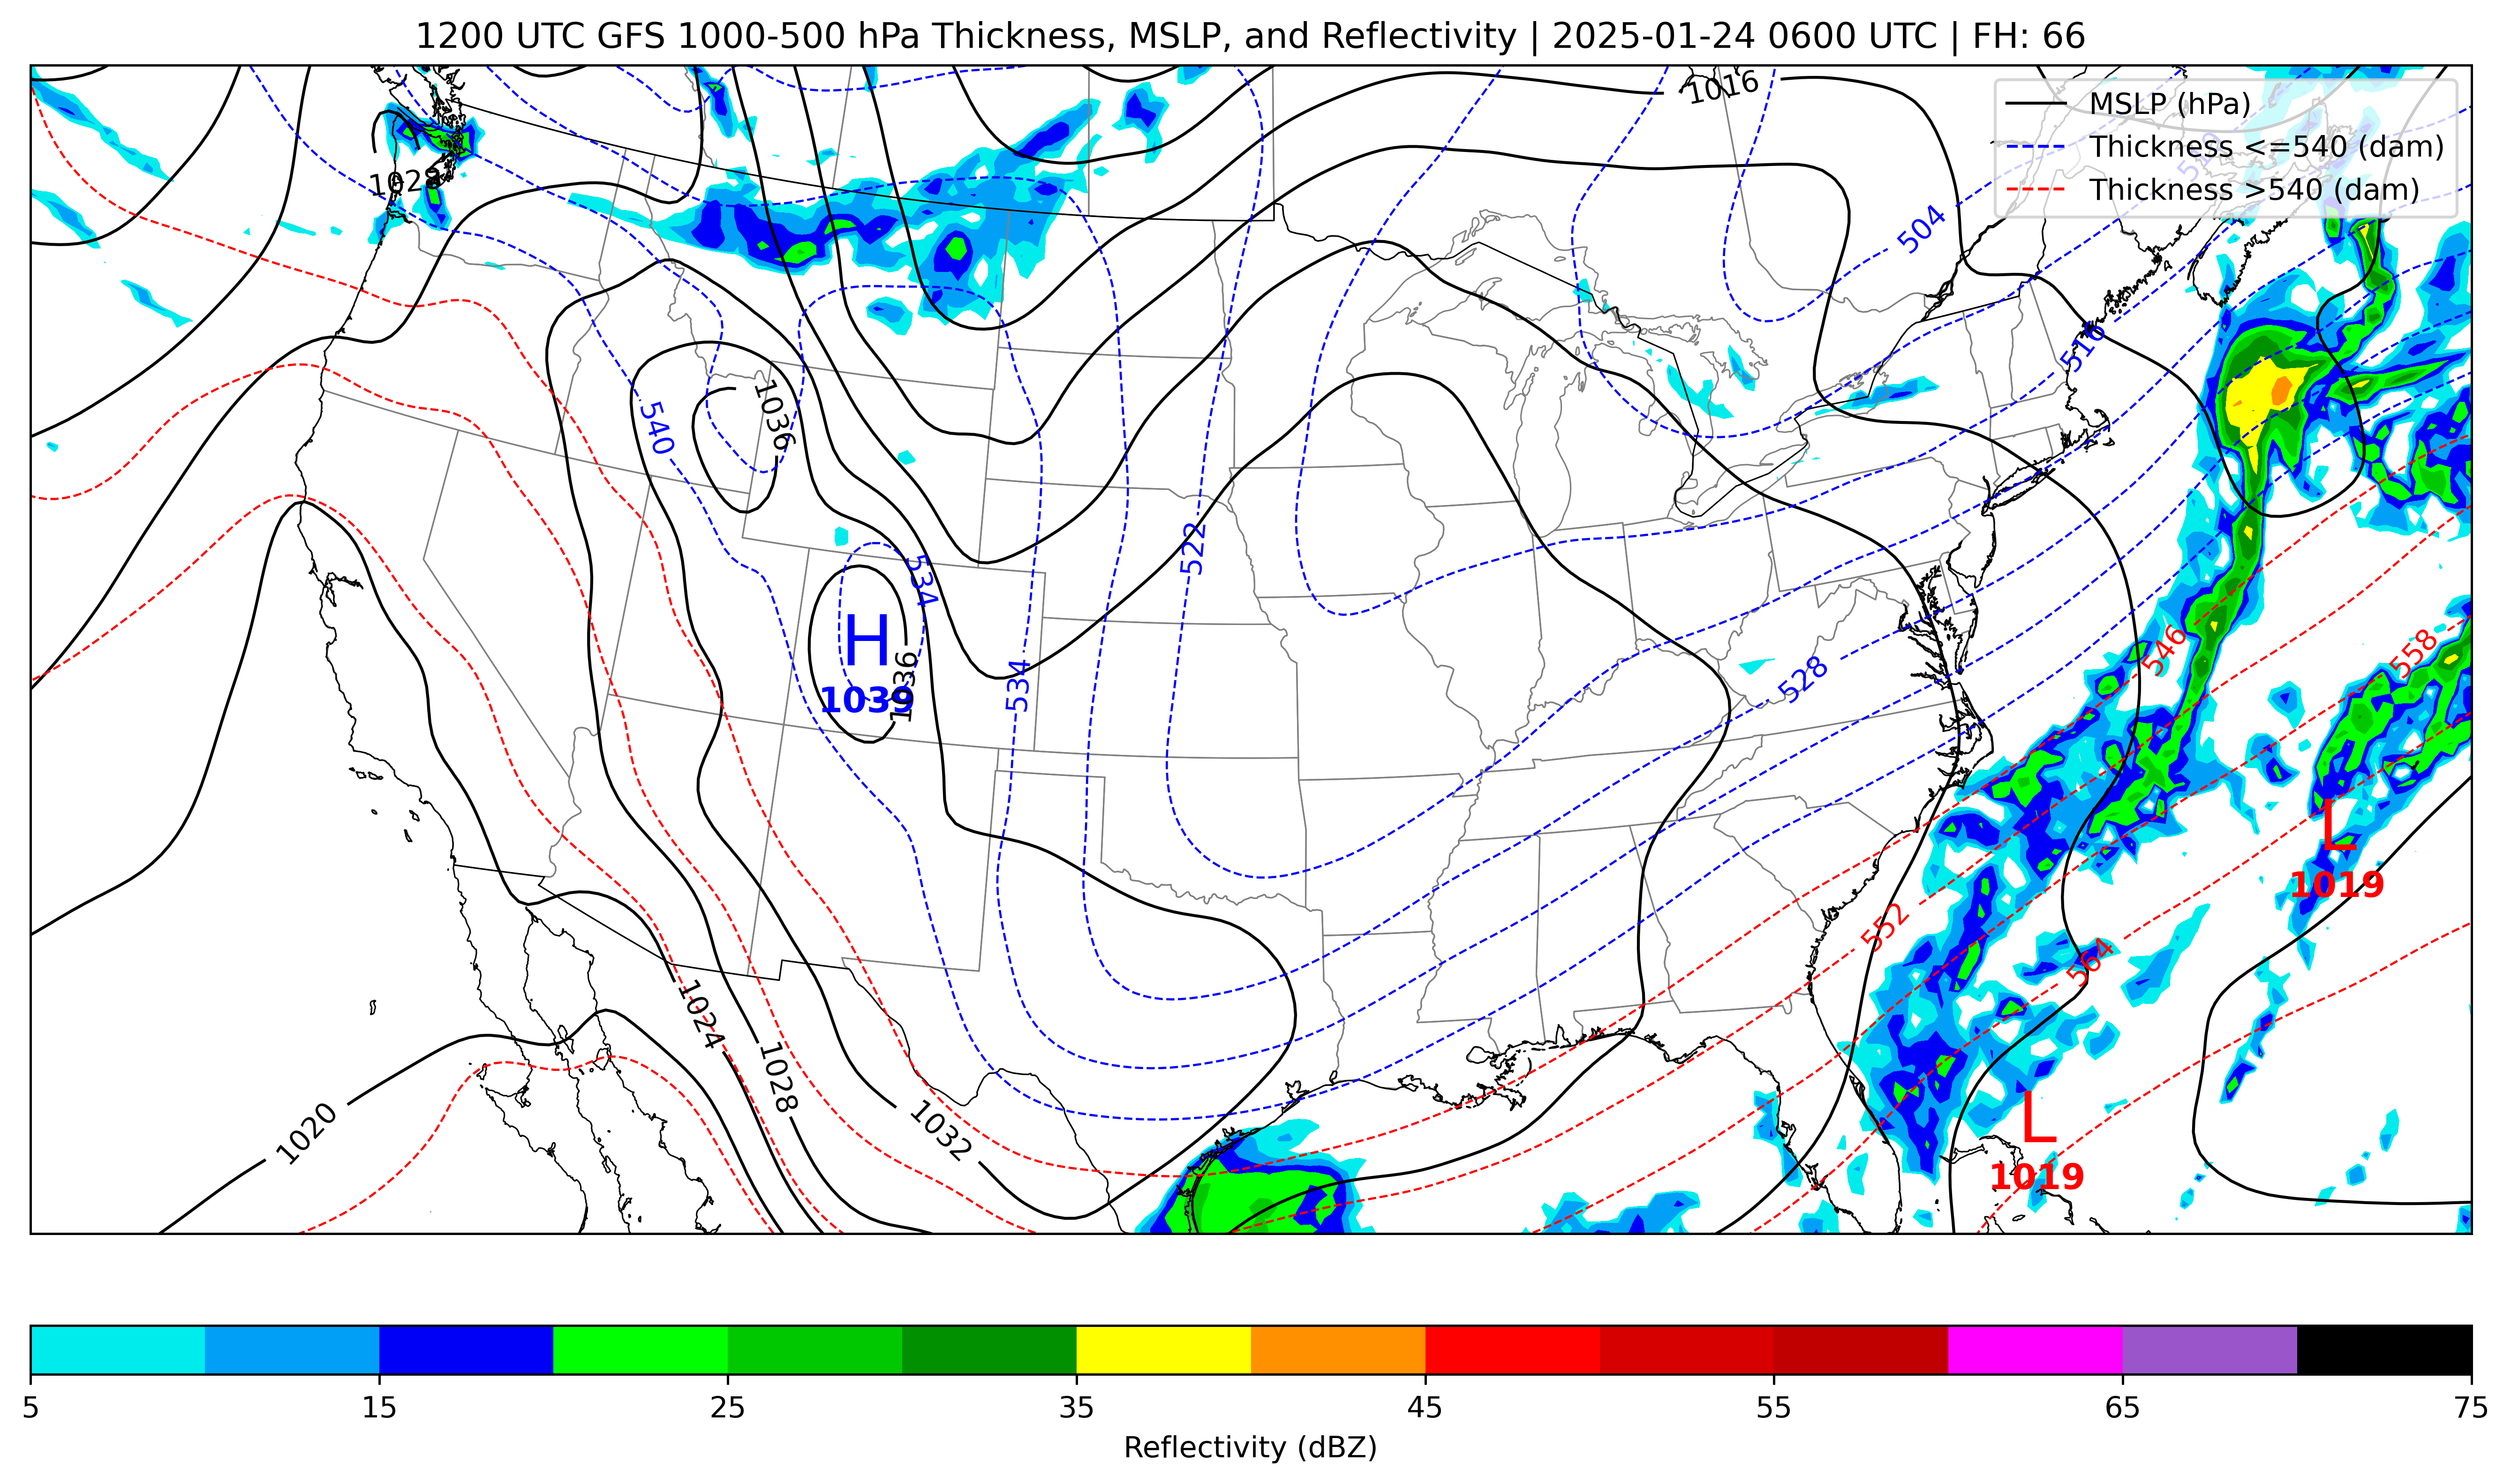 1200 UTC GFS 1000-500 hPa Thickness, MSLP, and Reflectivity | 2025-01-24 0600 UTC | FH: 66
MSLP (hPa)
Thickness <=540 (dam)
Thickness >540 (dam)
1016
1028
504
516
1036
540
522
534
H
1039
1036
534
528
546
558
L
1019
552
564
1024
1028
1032
1020
L
1019
5 15 25 35 45 55 65 75
Reflectivity (dBZ)